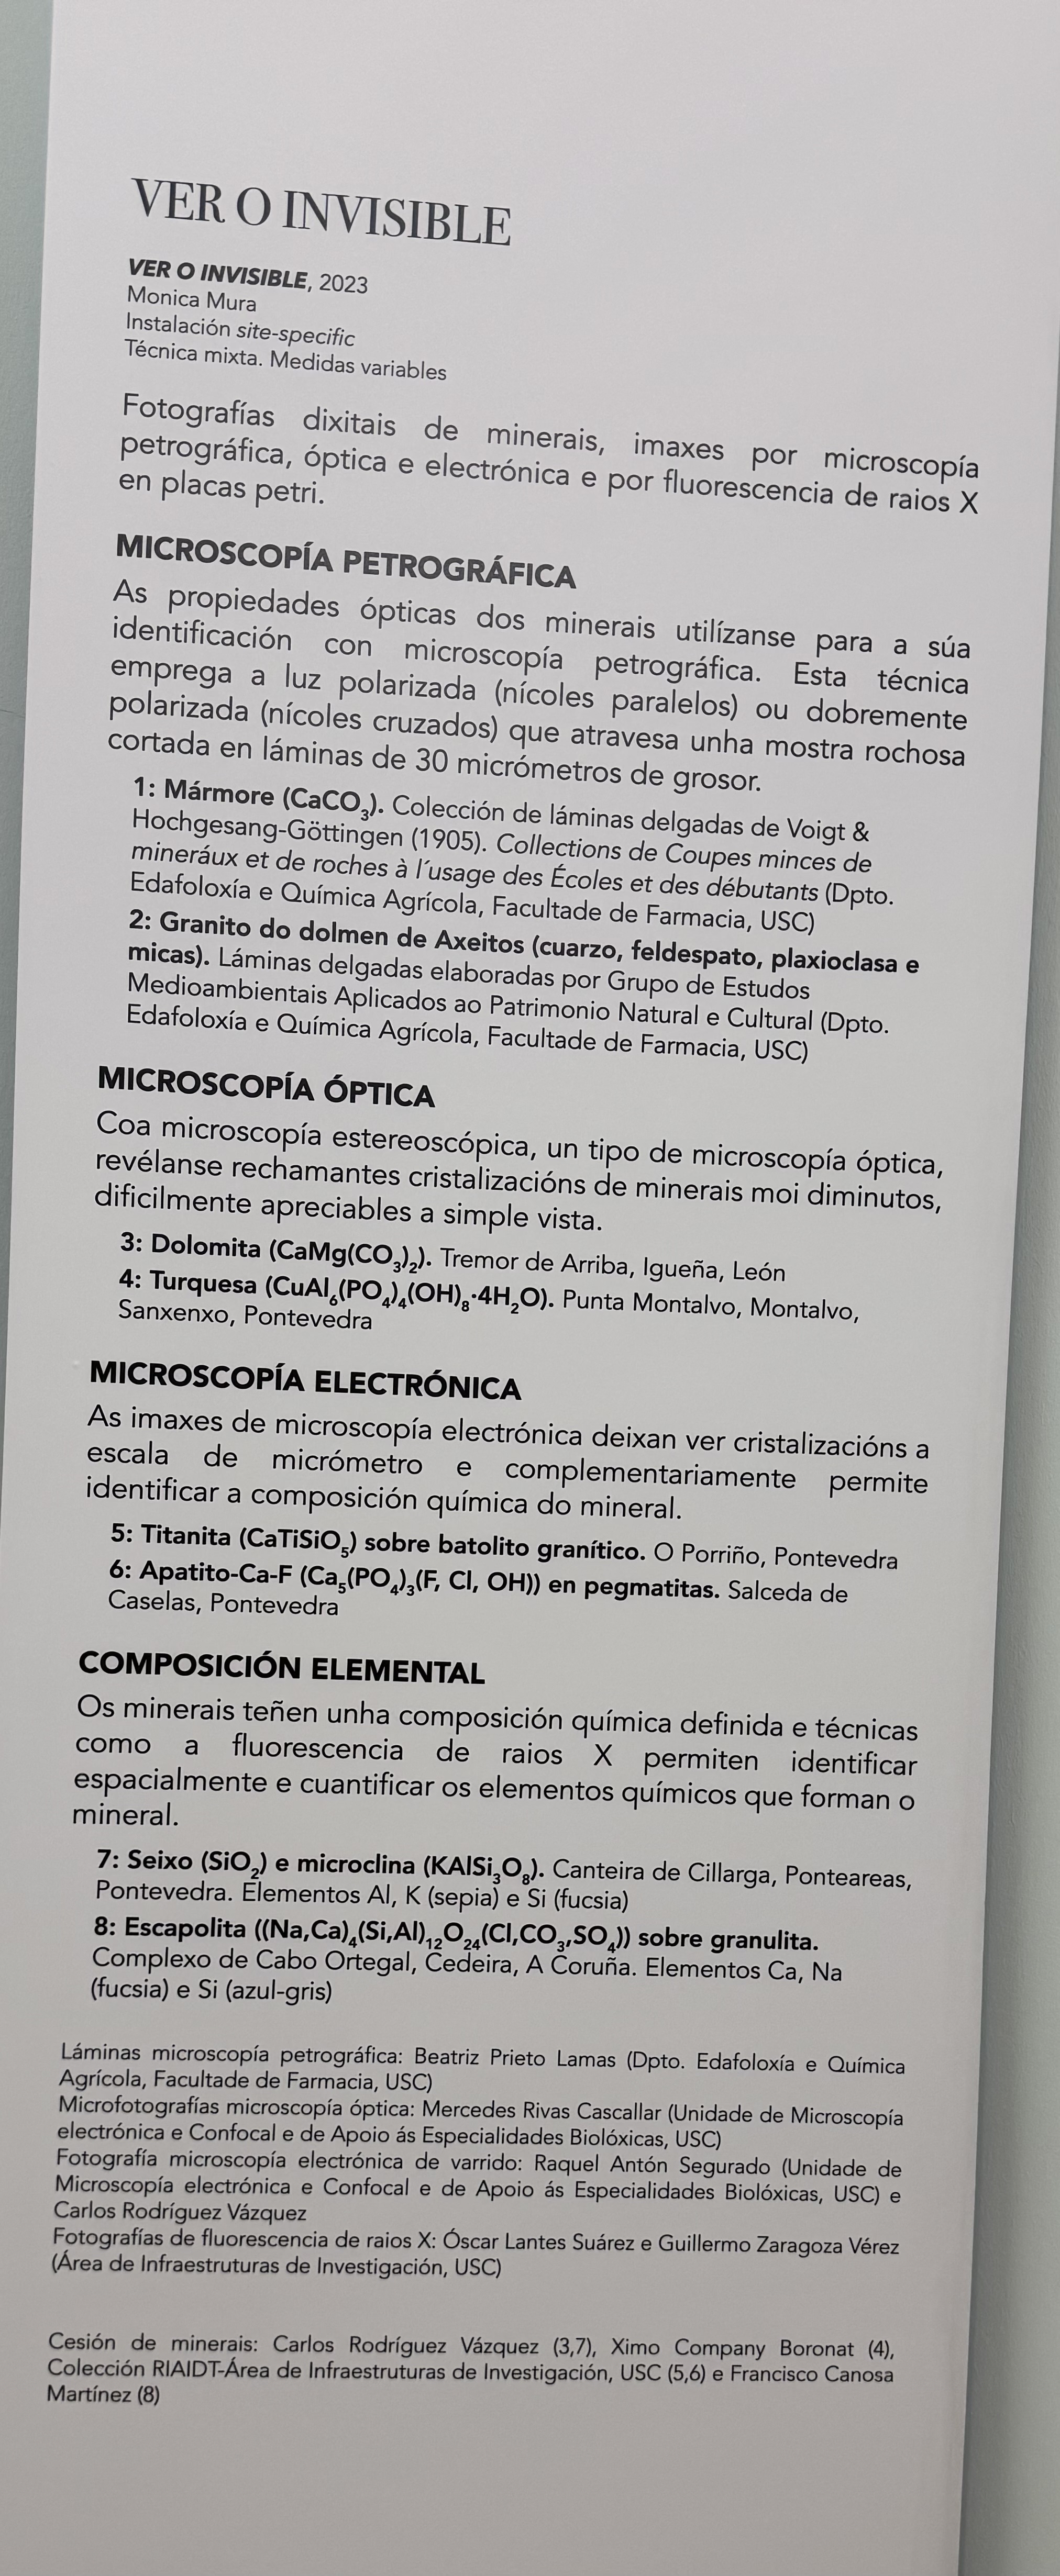 VER O INVISIBLE
VER O INVISIBLE, 2023
Monica Mura
Instalación site-specific
Técnica mixta. Medidas variables
Fotografías dixitais de minerais, imaxes por microscopía
petrográfica, óptica e electrónica e por fluorescencia de raios X
en placas petri.
MICROSCOPÍA PETROGRÁFICA
As propiedades ópticas dos minerais utilízanse para a súa
identificación con microscopía petrográfica. Esta técnica
emprega a luz polarizada (nícoles paralelos) ou dobremente
polarizada (nícoles cruzados) que atravesa unha mostra rochosa
cortada en láminas de 30 micrómetros de grosor.
1: Mármore (CaCO₃). Colección de láminas delgadas de Voigt &
Hochgesang-Göttingen (1905). Collections de Coupes minces de
mineráux et de roches à l´usage des Écoles et des débutants (Dpto.
Edafoloxía e Química Agrícola, Facultade de Farmacia, USC)
2: Granito do dolmen de Axeitos (cuarzo, feldespato, plaxioclasa e
micas). Láminas delgadas elaboradas por Grupo de Estudos
Medioambientais Aplicados ao Patrimonio Natural e Cultural (Dpto.
Edafoloxía e Química Agrícola, Facultade de Farmacia, USC)
MICROSCOPÍA ÓPTICA
Coa microscopía estereoscópica, un tipo de microscopía óptica,
revélanse rechamantes cristalizacións de minerais moi diminutos,
dificilmente apreciables a simple vista.
3: Dolomita (CaMg(CO₃)₂). Tremor de Arriba, Igueña, León
4: Turquesa (CuAl₆(PO₄)₄(OH)₈·4H₂O). Punta Montalvo, Montalvo,
Sanxenxo, Pontevedra
MICROSCOPÍA ELECTRÓNICA
As imaxes de microscopía electrónica deixan ver cristalizacións a
escala de micrómetro e complementariamente permite
identificar a composición química do mineral.
5: Titanita (CaTiSiO₅) sobre batolito granítico. O Porriño, Pontevedra
6: Apatito-Ca-F (Ca₅(PO₄)₃(F, Cl, OH)) en pegmatitas. Salceda de
Caselas, Pontevedra
COMPOSICIÓN ELEMENTAL
Os minerais teñen unha composición química definida e técnicas
como a fluorescencia de raios X permiten identificar
espacialmente e cuantificar os elementos químicos que forman o
mineral.
7: Seixo (SiO₂) e microclina (KAlSi₃O₈). Canteira de Cillarga, Ponteareas,
Pontevedra. Elementos Al, K (sepia) e Si (fucsia)
8: Escapolita ((Na,Ca)₄(Si,Al)₁₂O₂₄(Cl,CO₃,SO₄)) sobre granulita.
Complexo de Cabo Ortegal, Cedeira, A Coruña. Elementos Ca, Na
(fucsia) e Si (azul-gris)
Láminas microscopía petrográfica: Beatriz Prieto Lamas (Dpto. Edafoloxía e Química
Agrícola, Facultade de Farmacia, USC)
Microfotografías microscopía óptica: Mercedes Rivas Cascallar (Unidade de Microscopía
electrónica e Confocal e de Apoio ás Especialidades Biolóxicas, USC)
Fotografía microscopía electrónica de varrido: Raquel Antón Segurado (Unidade de
Microscopía electrónica e Confocal e de Apoio ás Especialidades Biolóxicas, USC) e
Carlos Rodríguez Vázquez
Fotografías de fluorescencia de raios X: Óscar Lantes Suárez e Guillermo Zaragoza Vérez
(Área de Infraestruturas de Investigación, USC)
Cesión de minerais: Carlos Rodríguez Vázquez (3,7), Ximo Company Boronat (4),
Colección RIAIDT-Área de Infraestruturas de Investigación, USC (5,6) e Francisco Canosa
Martínez (8)